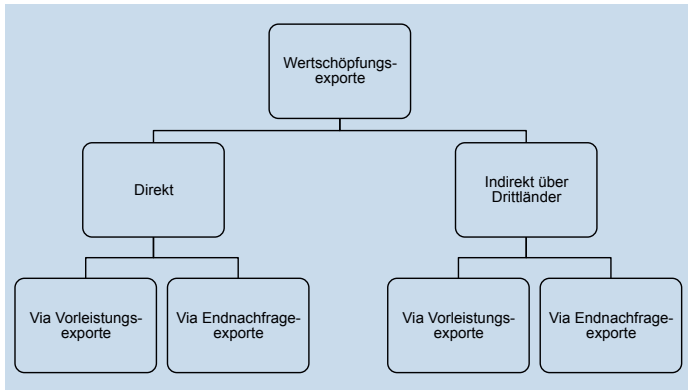 Wertschöpfungs-
exporte
Direkt
Indirekt über
Drittländer
Via Vorleistungs-
exporte
Via Endnachfrage-
exporte
Via Vorleistungs-
exporte
Via Endnachfrage-
exporte